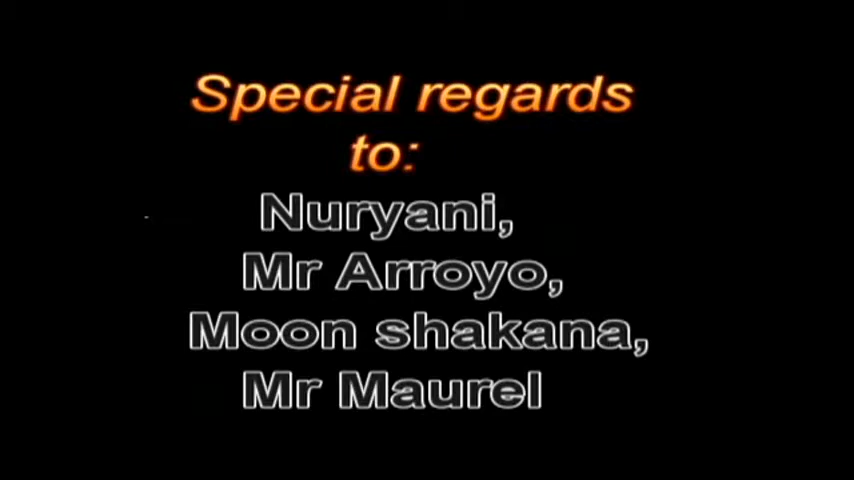 Special regards
to:
Nuryani,
Mr Arroyo,
Moon shakana,
Mr Maurel